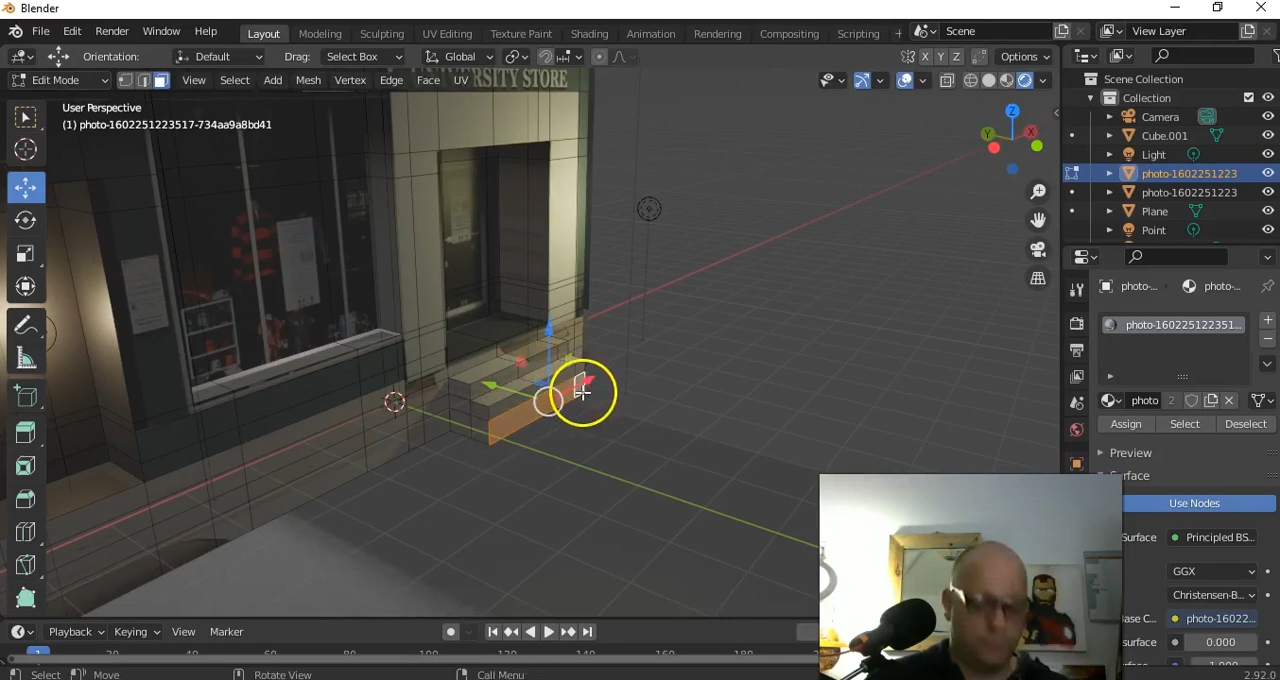 Blender
File Edit Render Window Help Layout Modeling Sculpting UV Editing Texture Paint Shading Animation Rendering Compositing Scripting Scene View Layer
Orientation: Default Drag: Select Box Global X Y Z Options
Edit Mode View Select Add Mesh Vertex Edge Face UV
UNIVERSITY STORE
User Perspective
(1) photo-1602251223517-734aa9a8bd41
Z
Y
X
Scene Collection
Collection
Camera
Cube.001
Light
photo-1602251223
photo-1602251223
Plane
Point
photo-... photo-...
photo-160225122351...
photo 2
Assign Select Deselect
Preview
Surface
Use Nodes
Surface Principled BS...
GGX
Christensen-B...
Base C... photo-16022...
surface 0.000
Playback Keying View Marker
Select Move Rotate View Call Menu 2.92.0